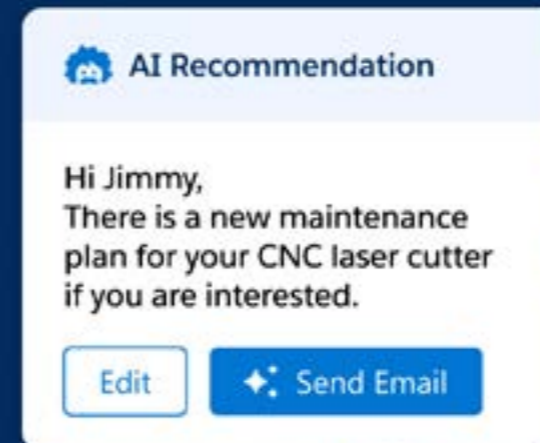 AI Recommendation
Hi Jimmy,
There is a new maintenance
plan for your CNC laser cutter
if you are interested.
Edit
Send Email